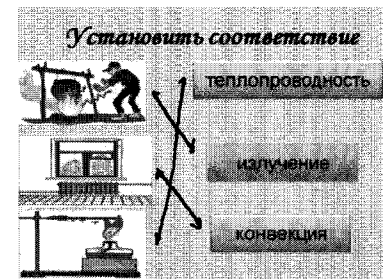 Установить соответствие
теплопроводность
излучение
конвекция